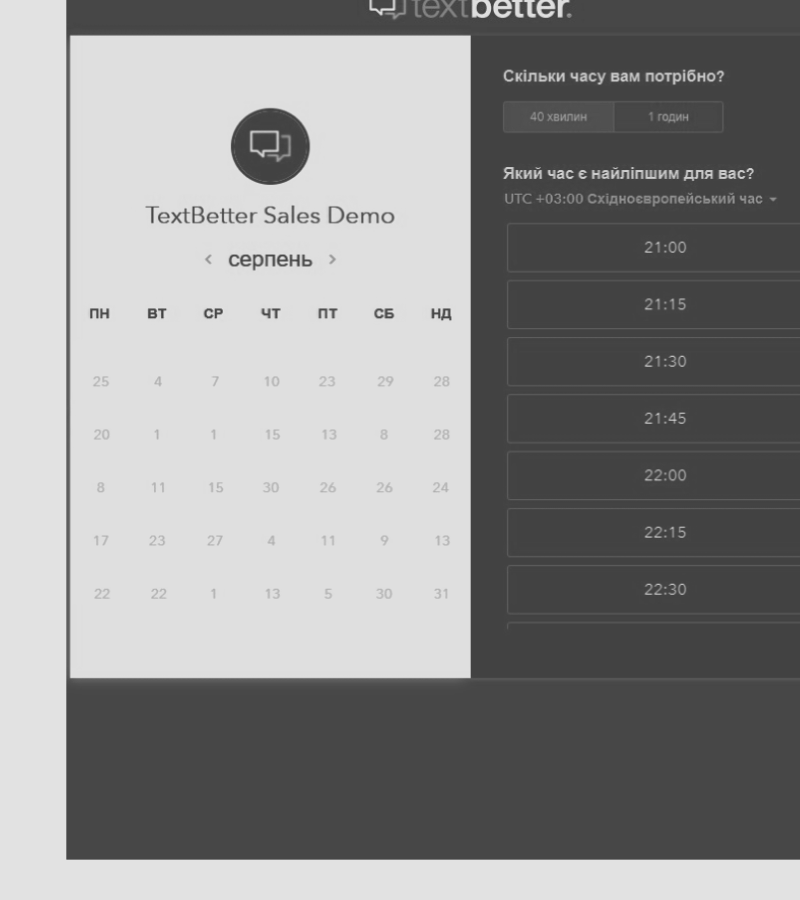 textbetter.
TextBetter Sales Demo
серпень
ПН ВТ СР ЧТ ПТ СБ НД
25 4 7 10 23 29 28
20 1 1 15 13 8 28
8 11 15 30 26 26 24
17 23 27 4 11 9 13
22 22 1 13 5 30 31
Скільки часу вам потрібно?
40 хвилин 1 годин
Який час є найліпшим для вас?
UTC +03:00 Східноєвропейський час
21:00
21:15
21:30
21:45
22:00
22:15
22:30